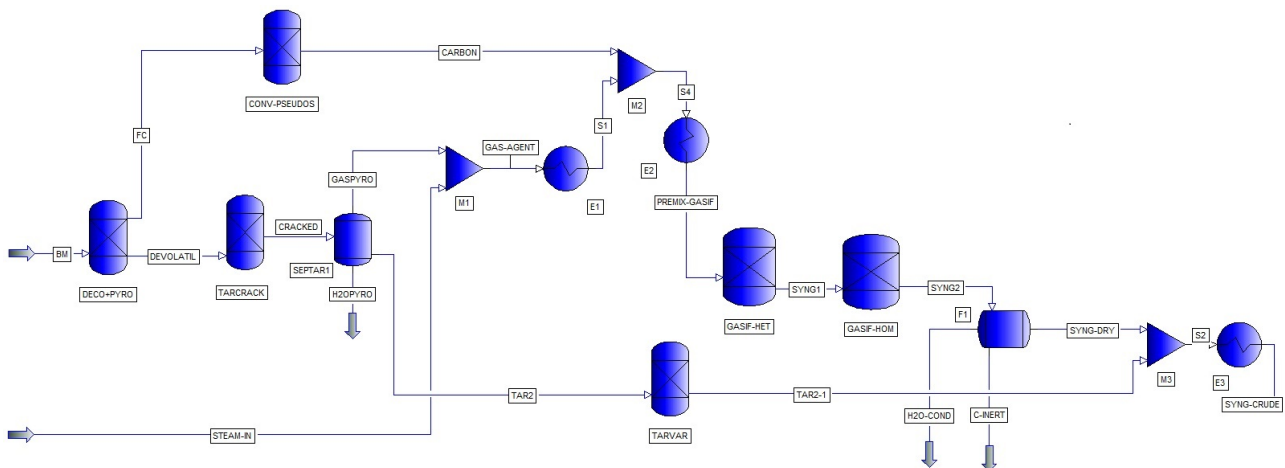 CARBON
CONV-PSEUDOS
M2
S4
S1
FC
GAS-AGENT
E2
GASPYRO
M1
E1
PREMIX-GASIF
CRACKED
BM
DEVOLATIL
SEPTAR1
DECO+PYRO
TARCRACK
H2OPYRO
SYNG1
SYNG2
GASIF-HET
GASIF-HOM
F1
SYNG-DRY
S2
M3
E3
TAR2
TAR2-1
H2O-COND
C-INERT
SYNG-CRUDE
STEAM-IN
TARVAR